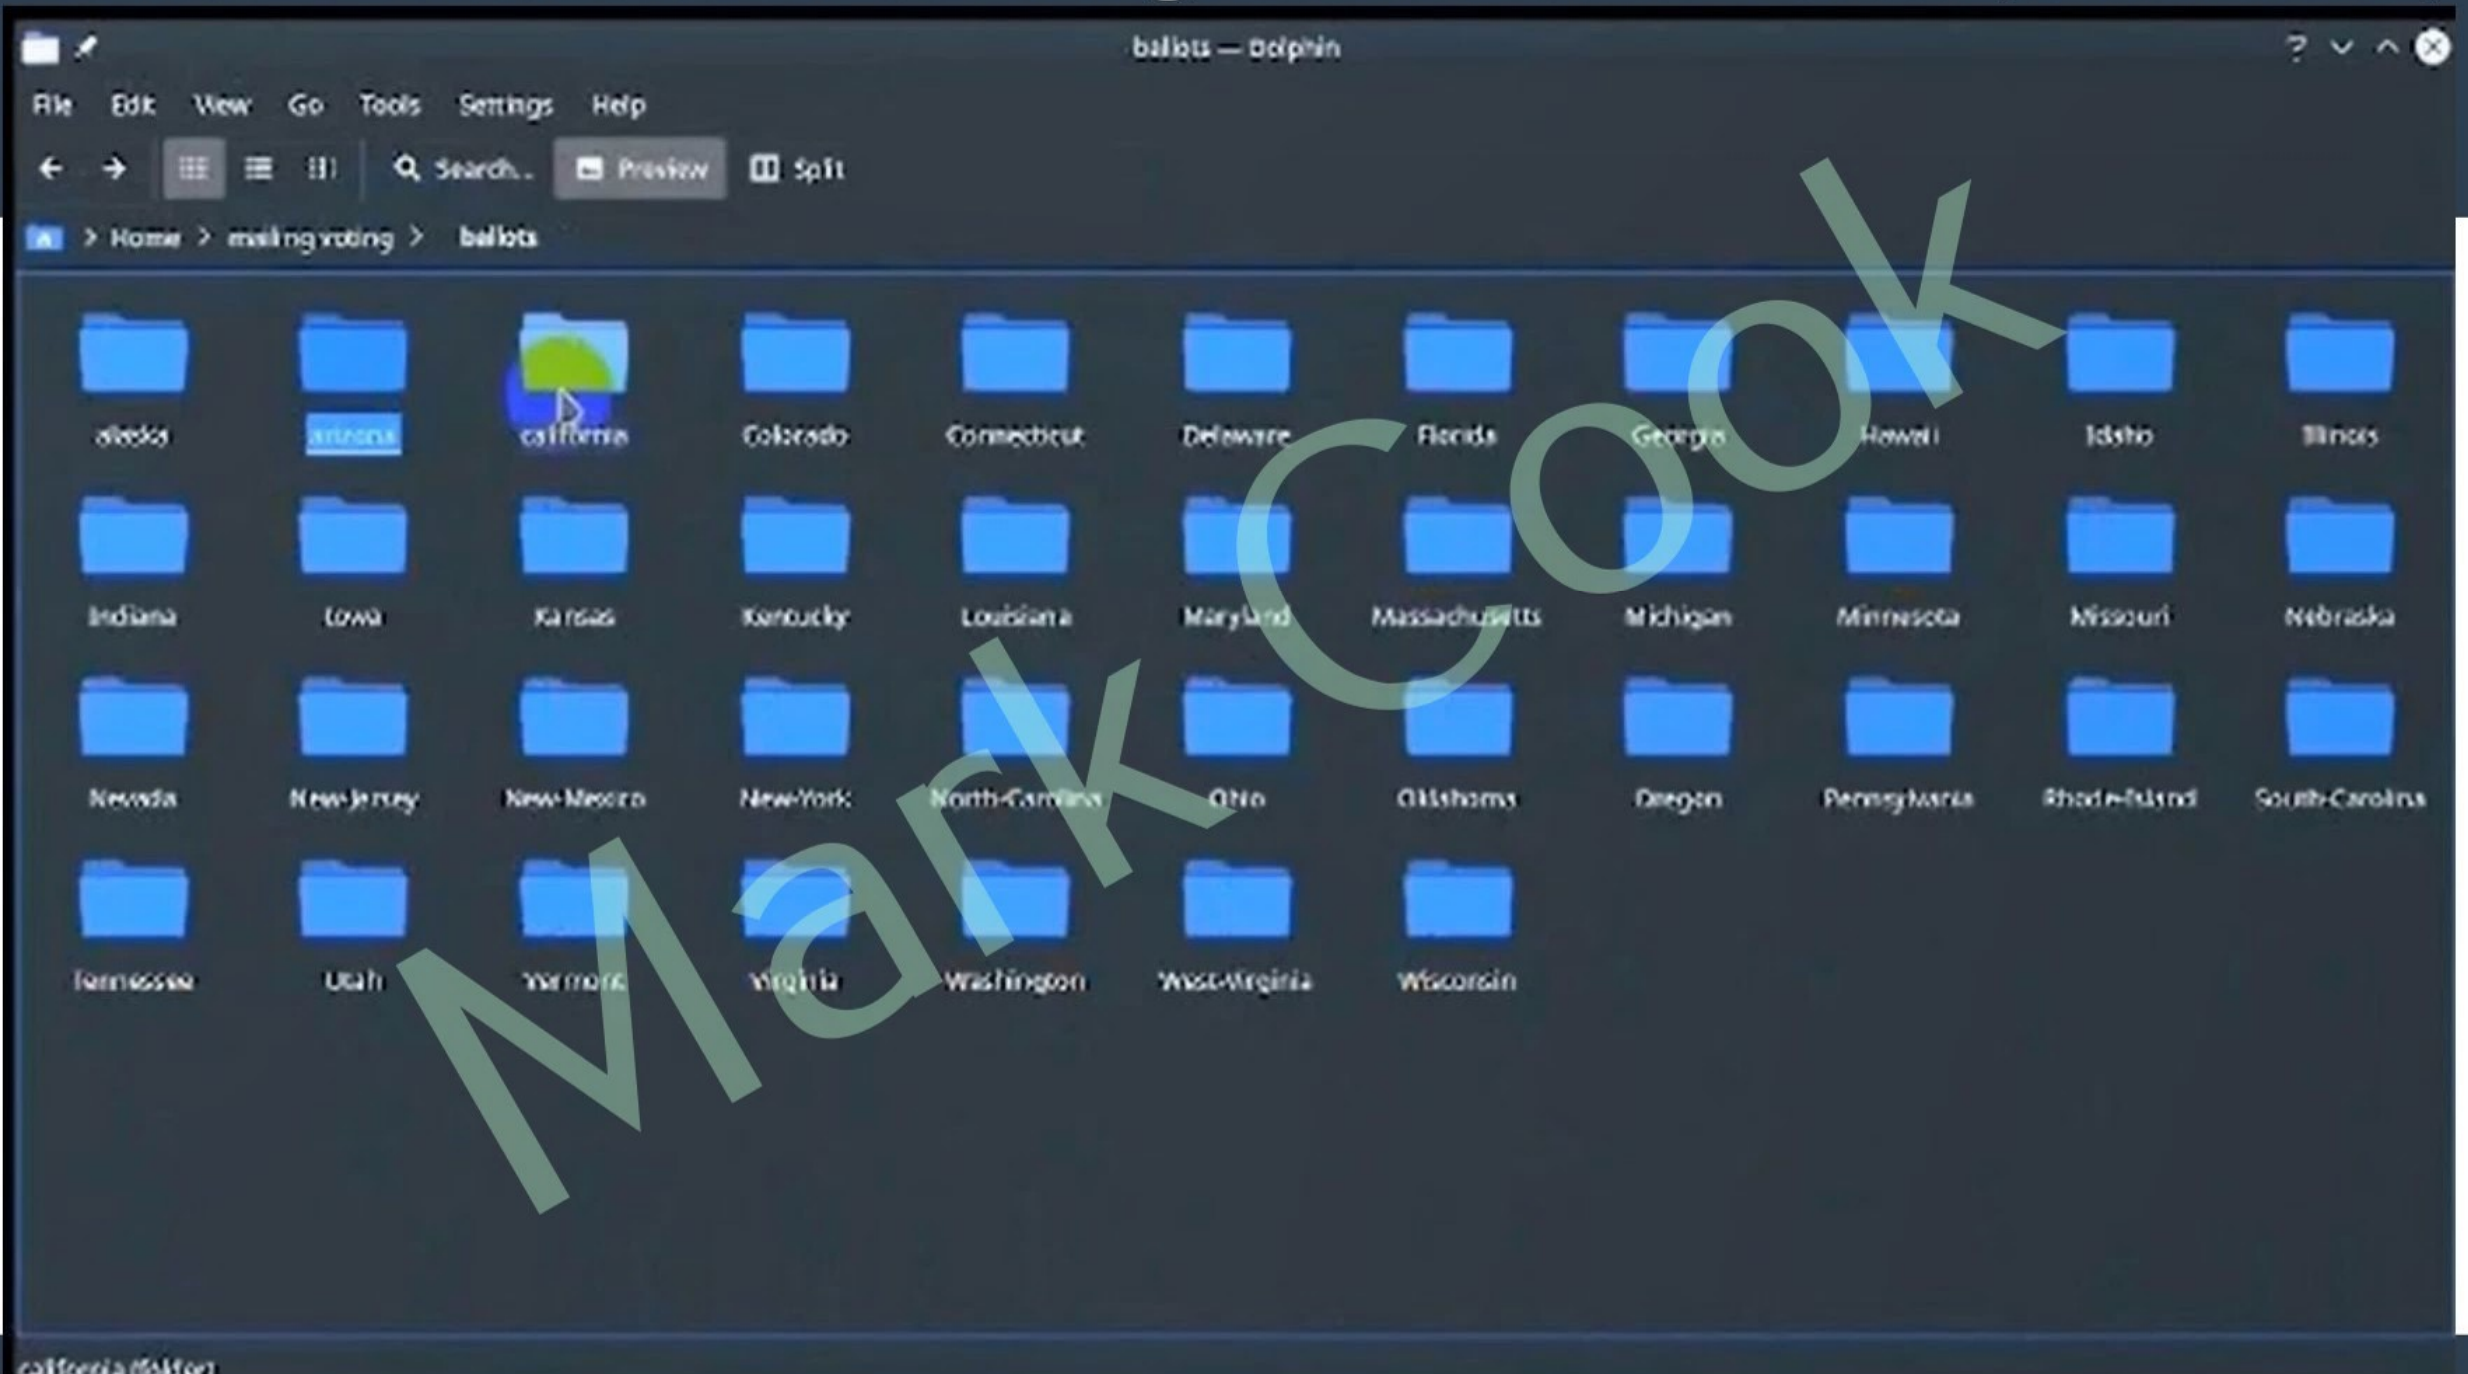 ballots — Dolphin
File Edit View Go Tools Settings Help
Search... Preview Split
> Home > mailing voting > ballots
alaska arizona california Colorado Connecticut Delaware Florida Georgia Hawaii Idaho Illinois
Indiana Iowa Kansas Kentucky Louisiana Maryland Massachusetts Michigan Minnesota Missouri Nebraska
Nevada New-Jersey New-Mexico New-York North-Carolina Ohio Oklahoma Oregon Pennsylvania Rhode-Island South-Carolina
Tennessee Utah Vermont Virginia Washington West-Virginia Wisconsin
california (folder)
Mark Cook